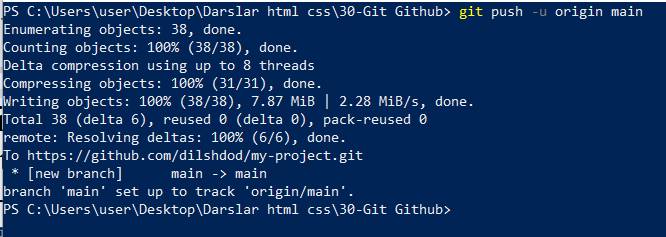 PS C:\Users\user\Desktop\Darslar html css\30-Git Github> git push -u origin main
Enumerating objects: 38, done.
Counting objects: 100% (38/38), done.
Delta compression using up to 8 threads
Compressing objects: 100% (31/31), done.
Writing objects: 100% (38/38), 7.87 MiB | 2.28 MiB/s, done.
Total 38 (delta 6), reused 0 (delta 0), pack-reused 0
remote: Resolving deltas: 100% (6/6), done.
To https://github.com/dilshdod/my-project.git
 * [new branch]      main -> main
branch 'main' set up to track 'origin/main'.
PS C:\Users\user\Desktop\Darslar html css\30-Git Github>